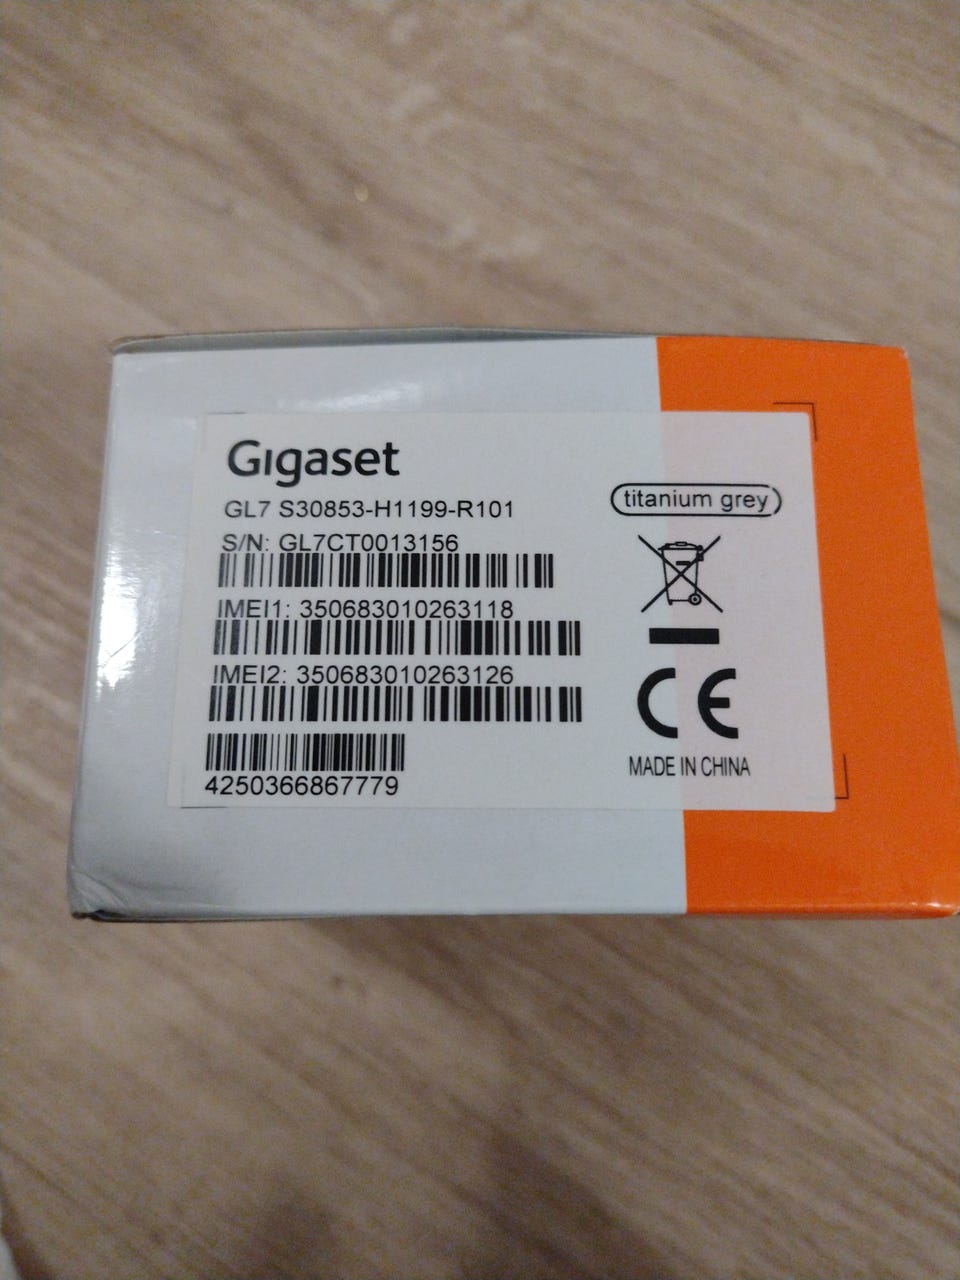 Gigaset
GL7 S30853-H1199-R101
titanium grey
S/N: GL7CT0013156
IMEI1: 350683010263118
IMEI2: 350683010263126
4250366867779
CE
MADE IN CHINA